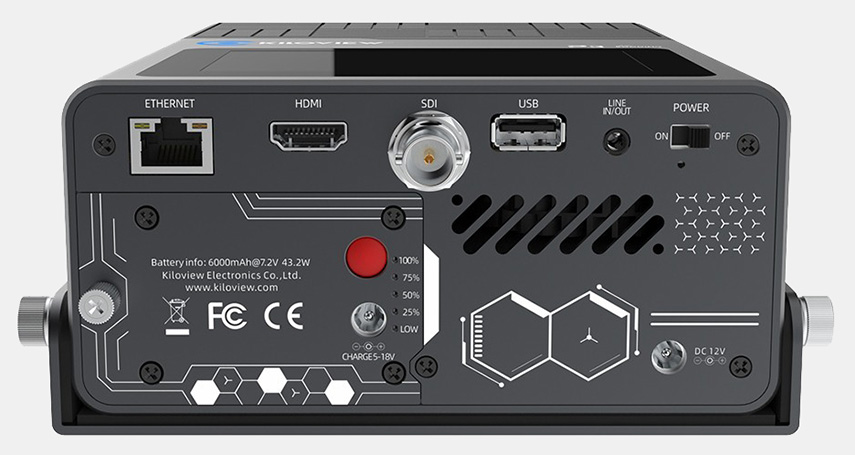 KILOVIEW
ETHERNET
HDMI
SDI
USB
LINE
IN/OUT
POWER
ON
OFF
Battery info: 6000mAh@7.2V 43.2W
Kiloview Electronics Co.,Ltd.
www.kiloview.com
FC CE
100%
75%
50%
25%
LOW
CHARGE5-18V
DC 12V